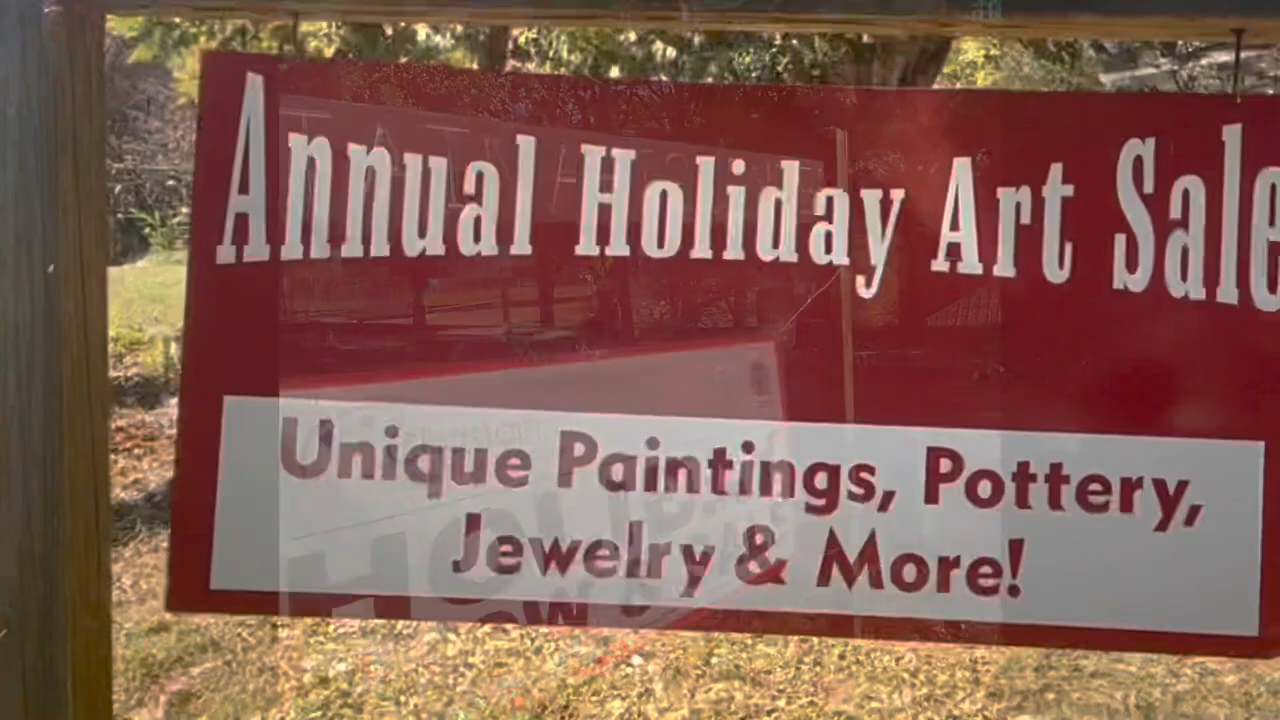 Annual Holiday Art Sale
Unique Paintings, Pottery,
Jewelry & More!